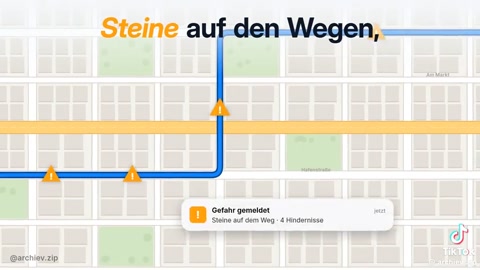 Steine auf den Wegen,
Am Markt
Hafenstraße
Gefahr gemeldet
jetzt
Steine auf dem Weg · 4 Hindernisse
@archiev.zip
TikTok